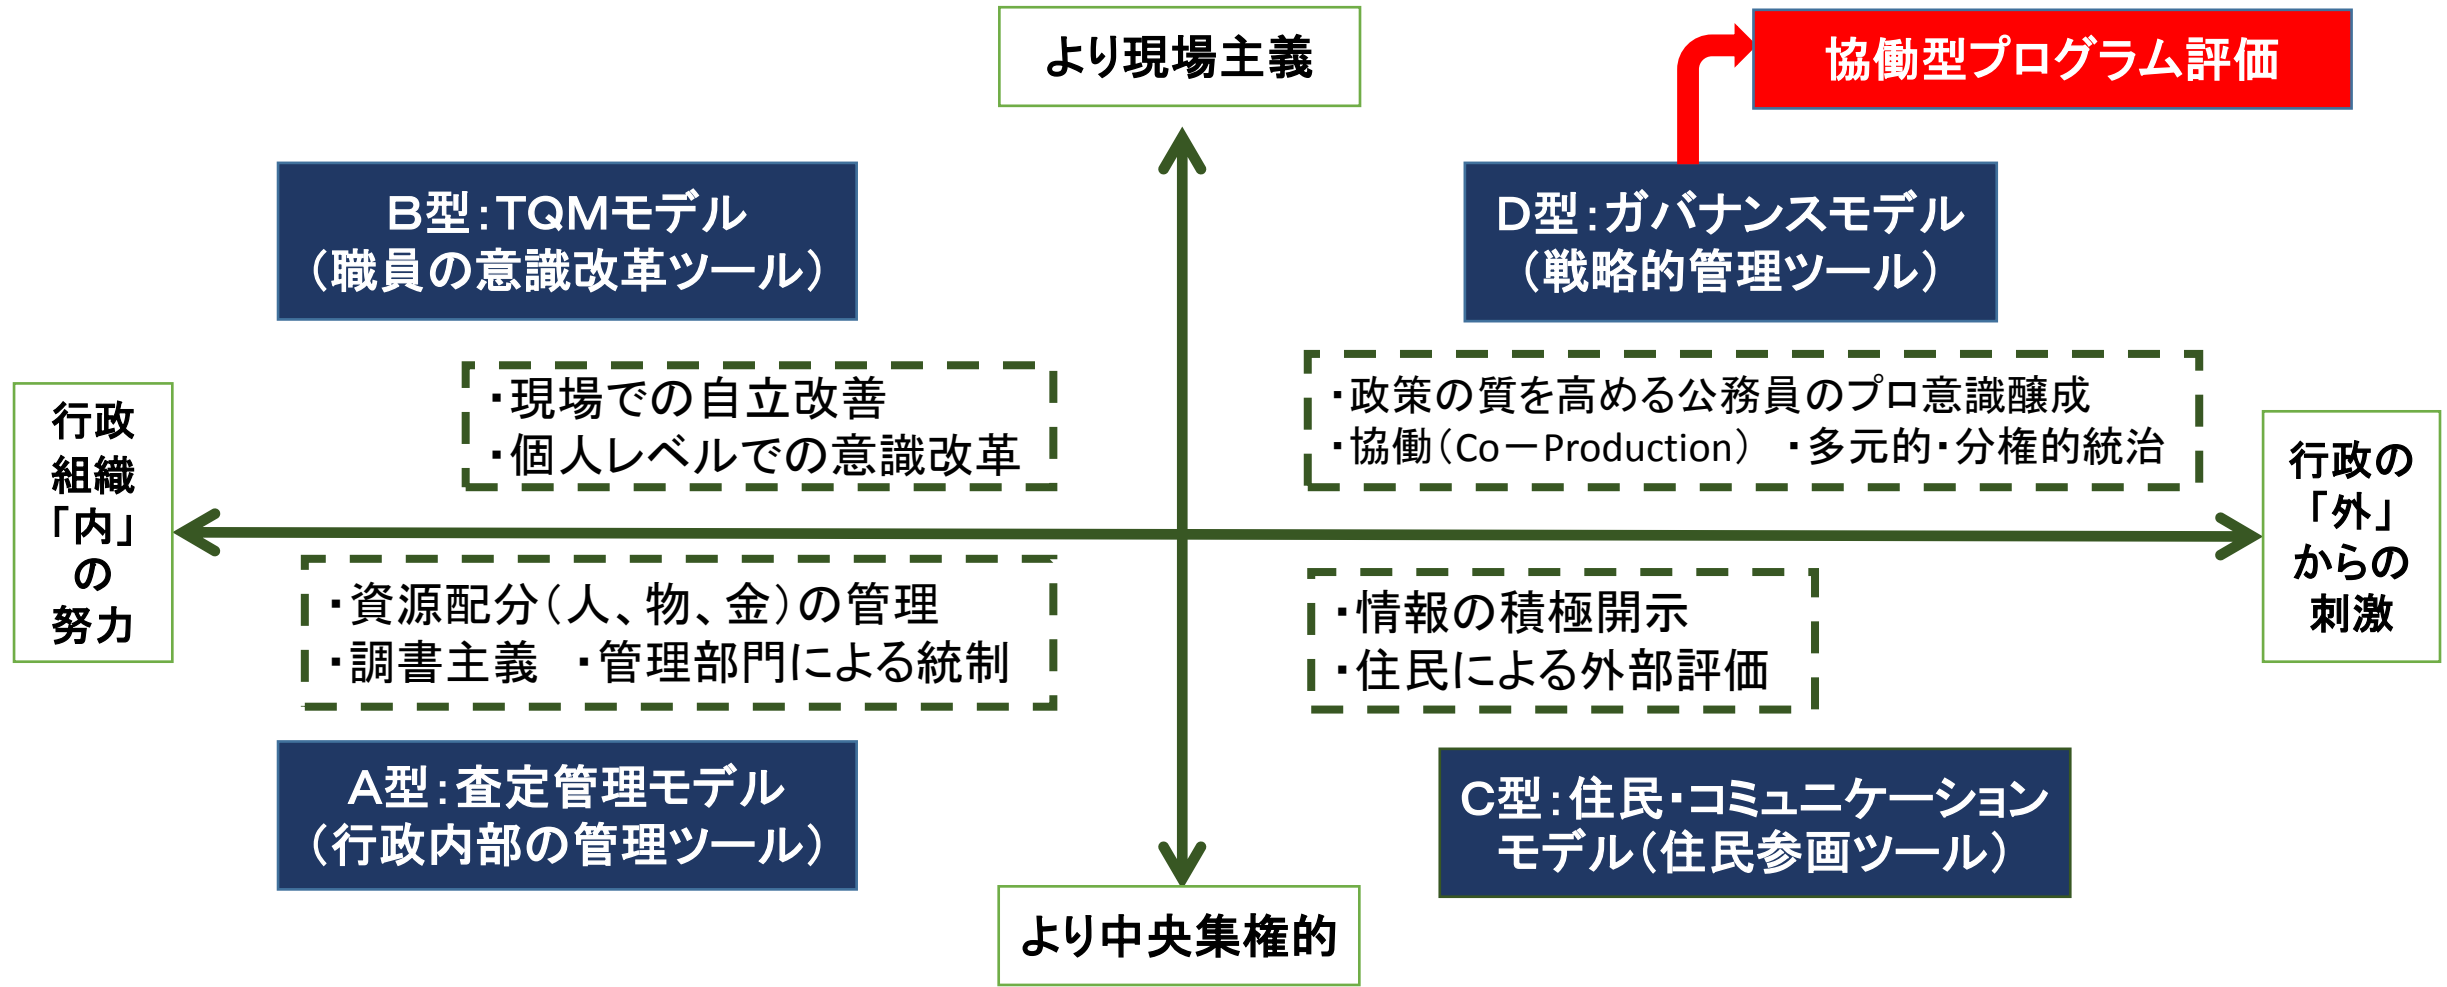 より現場主義
協働型プログラム評価
B型：TQMモデル
（職員の意識改革ツール）
D型：ガバナンスモデル
（戦略的管理ツール）
・現場での自立改善
・個人レベルでの意識改革
・政策の質を高める公務員のプロ意識醸成
・協働（Co－Production）　・多元的・分権的統治
行政
組織
「内」
の
努力
行政の
「外」
からの
刺激
・資源配分（人、物、金）の管理
・調書主義　・管理部門による統制
・情報の積極開示
・住民による外部評価
A型：査定管理モデル
（行政内部の管理ツール）
C型：住民・コミュニケーション
モデル（住民参画ツール）
より中央集権的